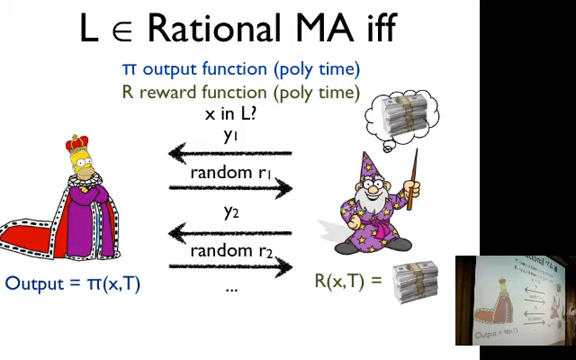 L ∈ Rational MA iff
π output function (poly time)
R reward function (poly time)
x in L?
y₁
random r₁
y₂
random r₂
...
Output = π(x,T)
R(x,T) =